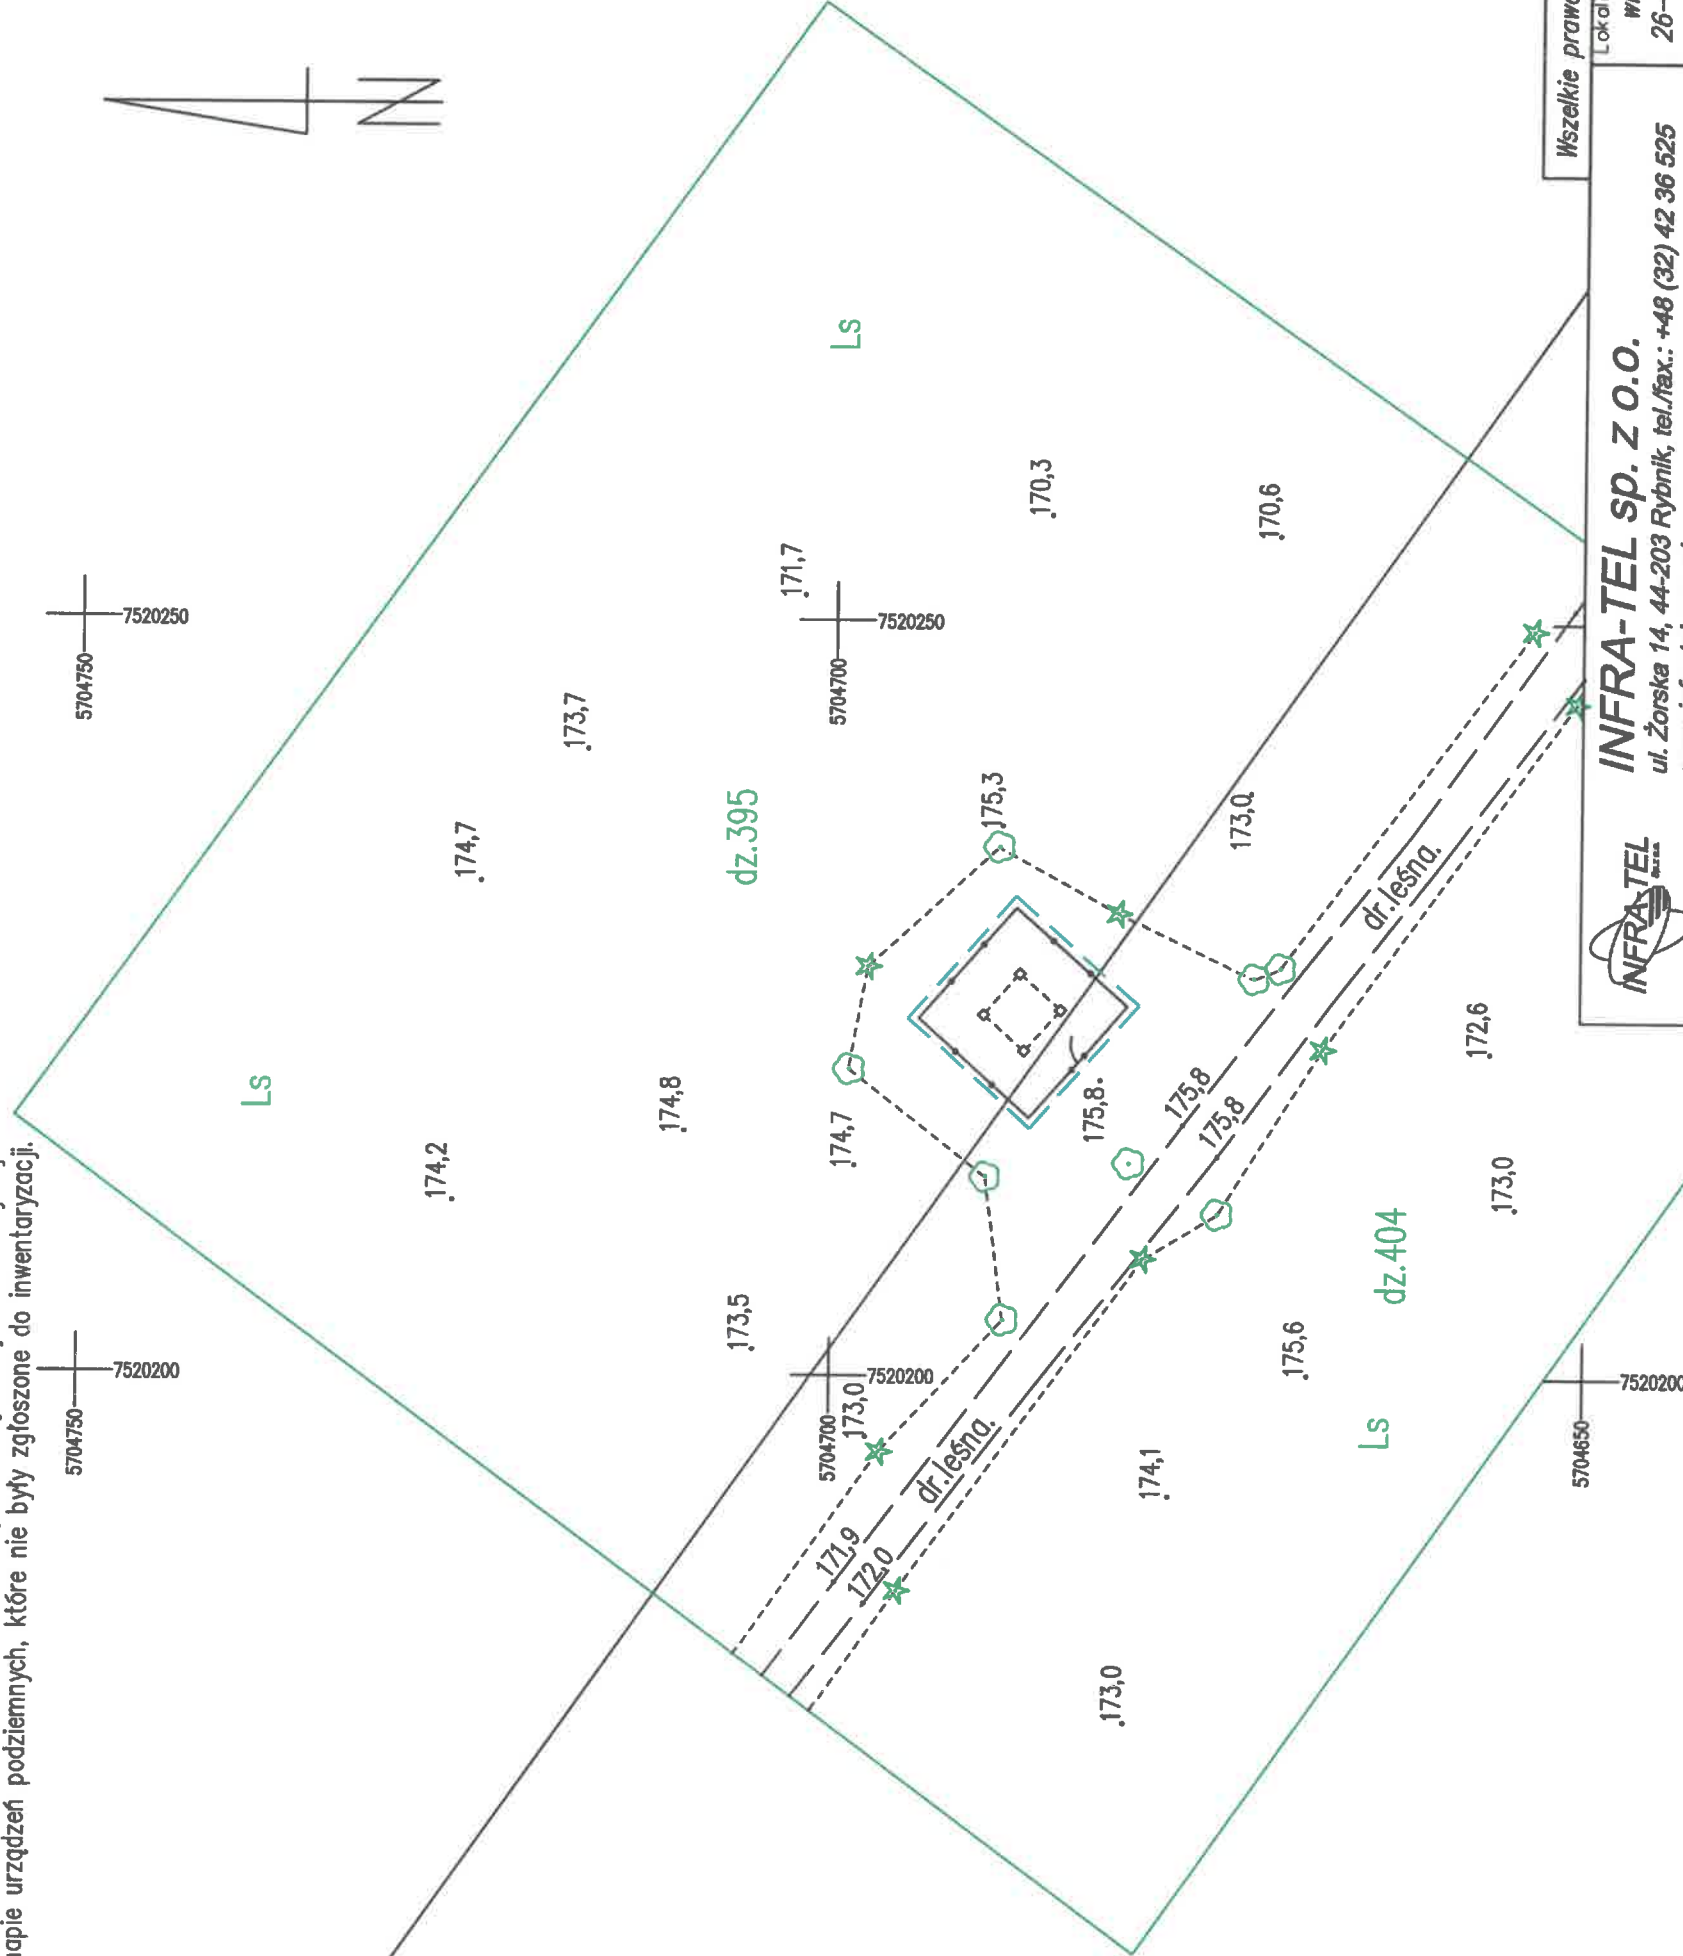 urządzeń podziemnych, które nie były zgłoszone do inwentaryzacji.
N
5704750
7520200
5704750
7520250
Ls
174,2
174,7
173,7
174,8
dz.395
173,5
171,7
Ls
5704700
7520200
5704700
7520250
173,0
174,7
175,3
170,3
175,8
171,9
172,0
dr.leśna.
175,8
175,8
173,0
170,6
dr.leśna.
173,0
174,1
175,6
dz.404
172,6
173,0
Ls
5704650
7520200
Wszelkie
INFRA-TEL
INFRA-TEL sp. z o.o.
ul. Żorska 14, 44-203 Rybnik, tel./fax.: +48 (32) 42 36 525
26-